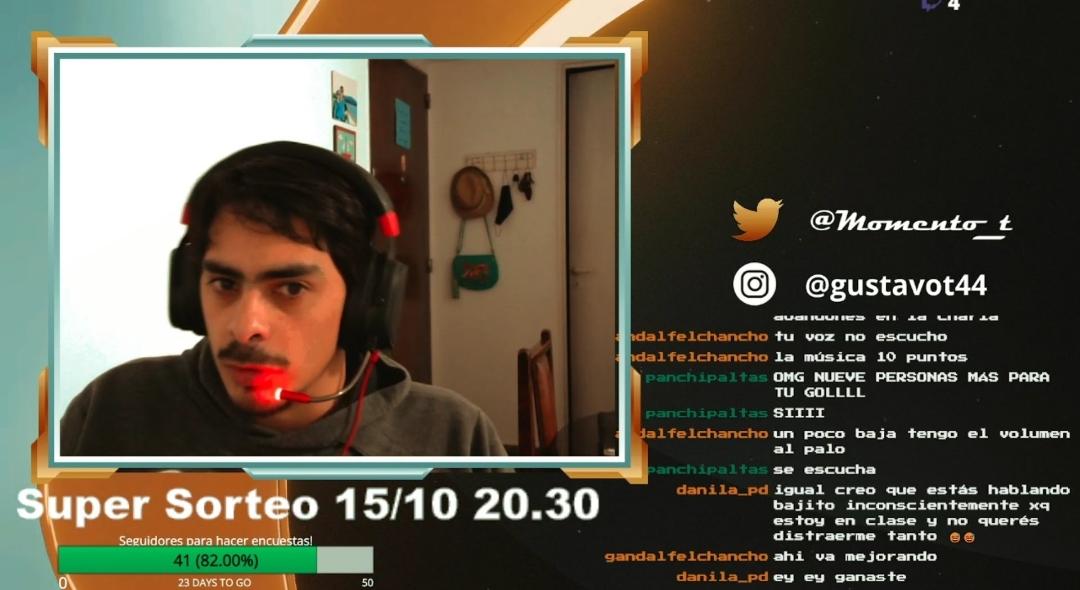 4
@Momento_t
@gustavot44
abandones en la charla
andalfelchancho tu voz no escucho
andalfelchancho la música 10 puntos
panchipaltas OMG NUEVE PERSONAS MÁS PARA
TU GOLLLL
panchipaltas SIIII
dalfelchancho un poco baja tengo el volumen
al palo
panchipaltas se escucha
danila_pd igual creo que estás hablando
bajito inconscientemente xq
estoy en clase y no querés
distraerme tanto
gandalfelchancho ahi va mejorando
danila_pd ey ey ganaste
Super Sorteo 15/10 20.30
Seguidores para hacer encuestas!
41 (82.00%)
0 23 DAYS TO GO 50